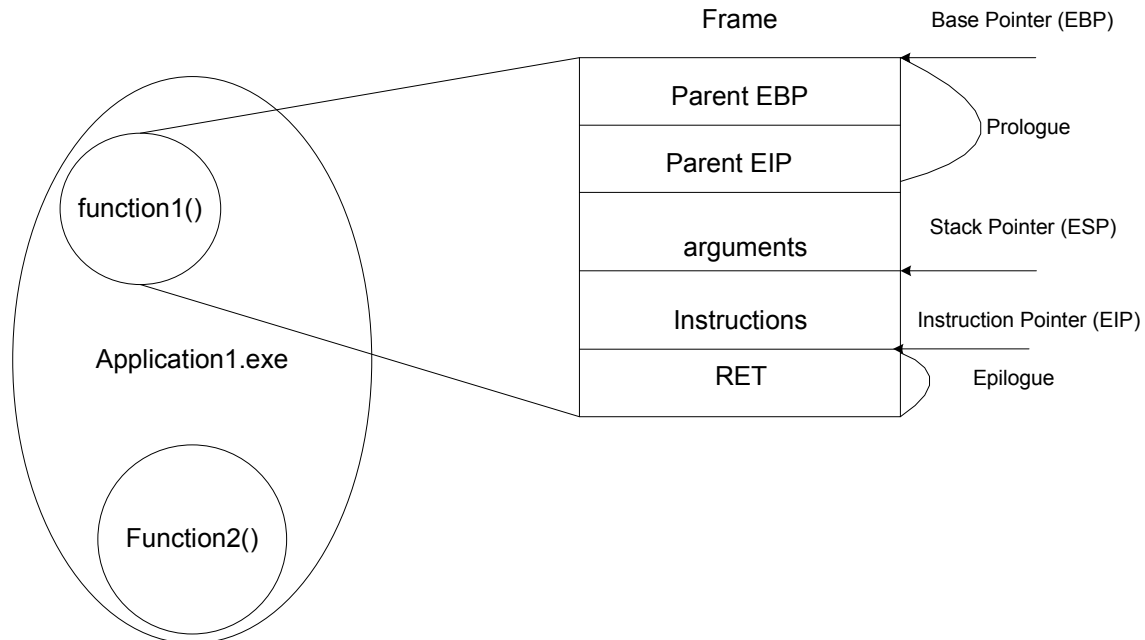 Frame
Base Pointer (EBP)
Parent EBP
Prologue
Parent EIP
function1()
Stack Pointer (ESP)
arguments
Instructions
Instruction Pointer (EIP)
Application1.exe
RET
Epilogue
Function2()